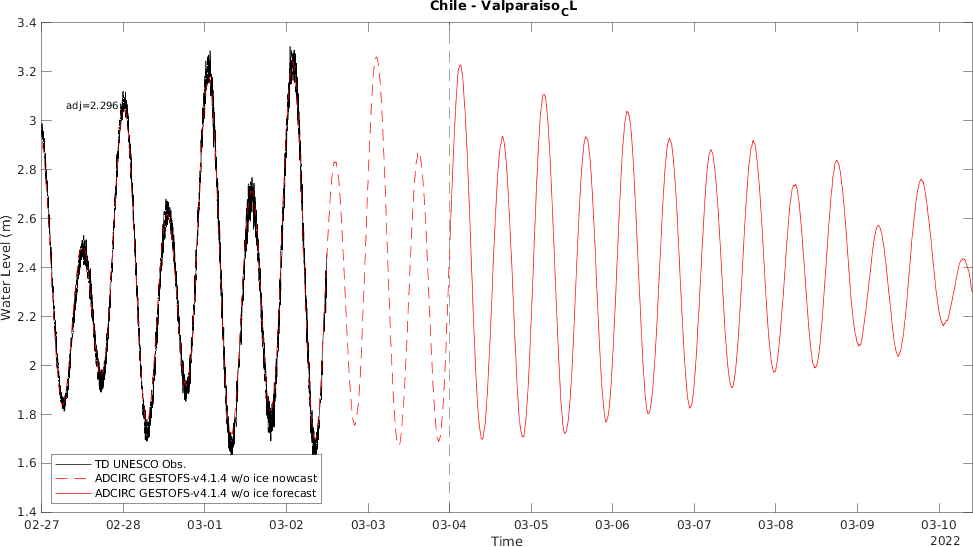 Chile - Valparaiso_CL
3.4
3.2
3
2.8
2.6
2.4
2.2
2
1.8
1.6
1.4
Water Level (m)
adj=2.296
TD UNESCO Obs.
ADCIRC GESTOFS-v4.1.4 w/o ice nowcast
ADCIRC GESTOFS-v4.1.4 w/o ice forecast
02-27 02-28 03-01 03-02 03-03 03-04 03-05 03-06 03-07 03-08 03-09 03-10
Time
2022